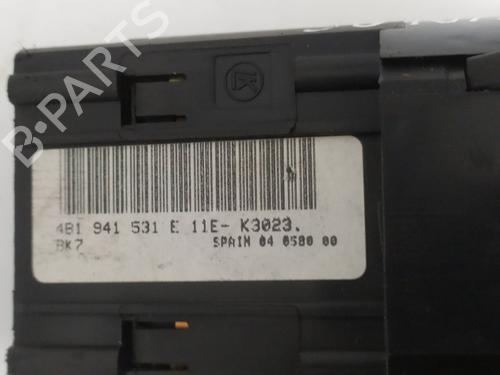 B-PARTS
4B1 941 531 E 11E- K3023.
BK7
SPAIN 04 0580 00